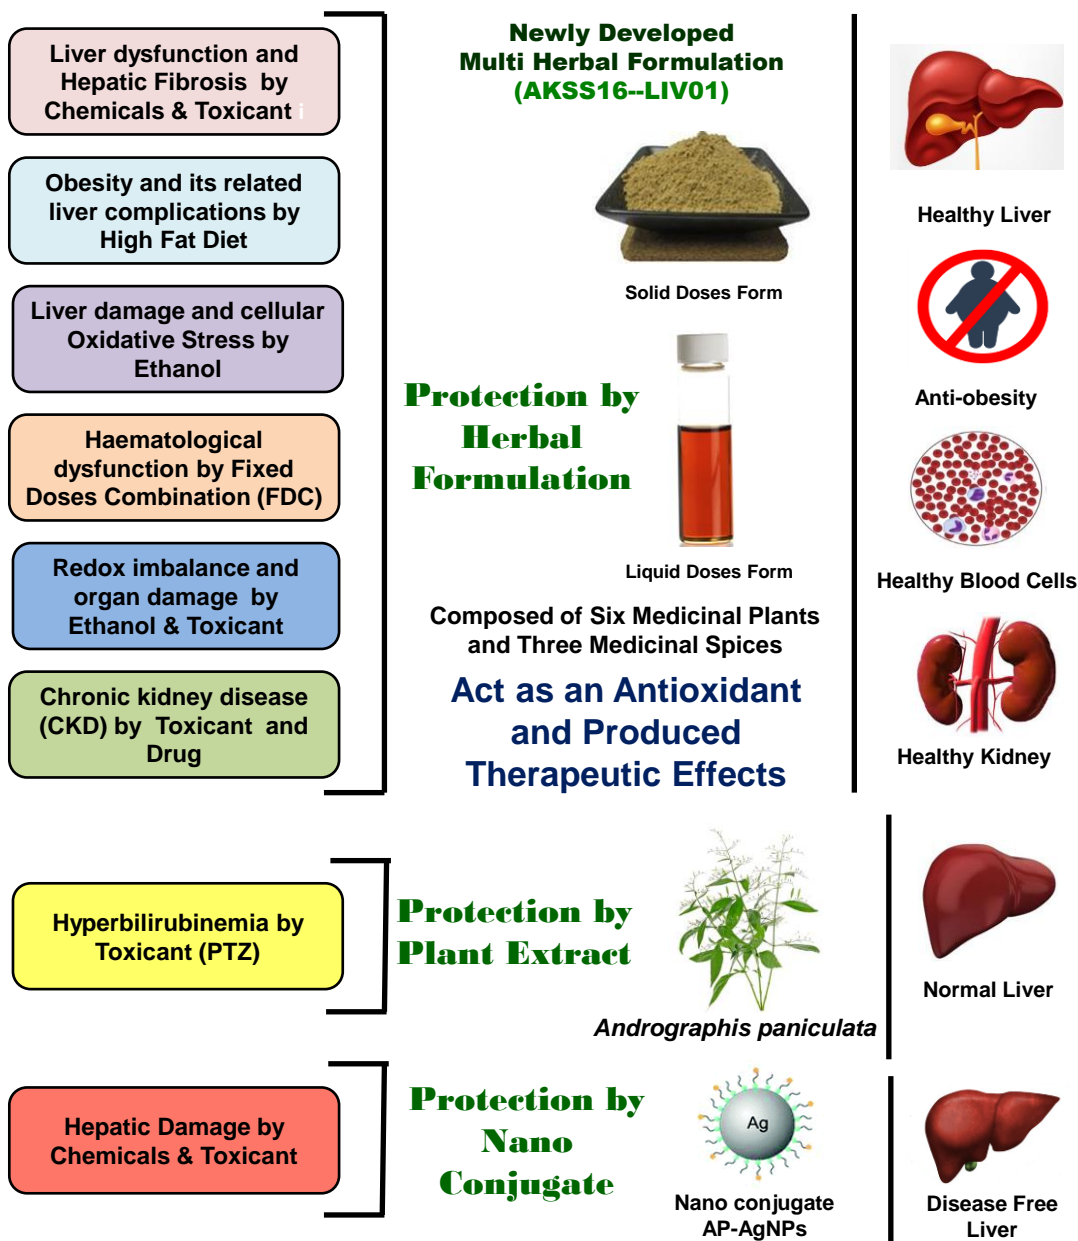 Liver dysfunction and
Hepatic Fibrosis by
Chemicals & Toxicant i
Obesity and its related
liver complications by
High Fat Diet
Liver damage and cellular
Oxidative Stress by
Ethanol
Haematological
dysfunction by Fixed
Doses Combination (FDC)
Redox imbalance and
organ damage by
Ethanol & Toxicant
Chronic kidney disease
(CKD) by Toxicant and
Drug
Newly Developed
Multi Herbal Formulation
(AKSS16--LIV01)
Solid Doses Form
Protection by
Herbal
Formulation
Liquid Doses Form
Composed of Six Medicinal Plants
and Three Medicinal Spices
Act as an Antioxidant
and Produced
Therapeutic Effects
Healthy Liver
Anti-obesity
Healthy Blood Cells
Healthy Kidney
Hyperbilirubinemia by
Toxicant (PTZ)
Protection by
Plant Extract
Andrographis paniculata
Normal Liver
Hepatic Damage by
Chemicals & Toxicant
Protection by
Nano
Conjugate
Ag
Nano conjugate
AP-AgNPs
Disease Free
Liver